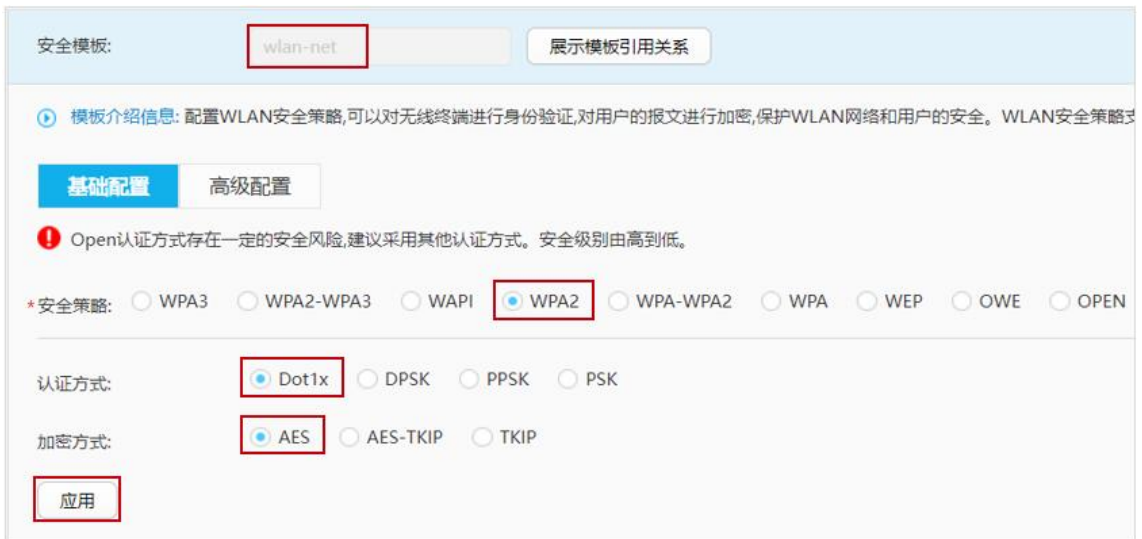 安全模板: wlan-net 展示模板引用关系
模板介绍信息: 配置WLAN安全策略,可以对无线终端进行身份验证,对用户的报文进行加密,保护WLAN网络和用户的安全。WLAN安全策略支
基础配置 高级配置
Open认证方式存在一定的安全风险,建议采用其他认证方式。安全级别由高到低。
*安全策略: WPA3 WPA2-WPA3 WAPI WPA2 WPA-WPA2 WPA WEP OWE OPEN
认证方式: Dot1x DPSK PPSK PSK
加密方式: AES AES-TKIP TKIP
应用